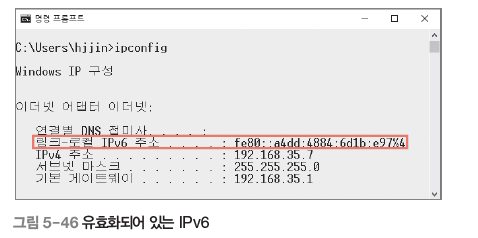 명령 프롬프트
C:\Users\hjjin>ipconfig
Windows IP 구성
이더넷 어댑터 이더넷:
연결별 DNS 접미사. . . . :
링크-로컬 IPv6 주소 . . . . : fe80::a4dd:4884:6d1b:e97%4
IPv4 주소 . . . . . . . . . : 192.168.35.7
서브넷 마스크 . . . . . . . : 255.255.255.0
기본 게이트웨이 . . . . . . : 192.168.35.1
그림 5-46 유효화되어 있는 IPv6